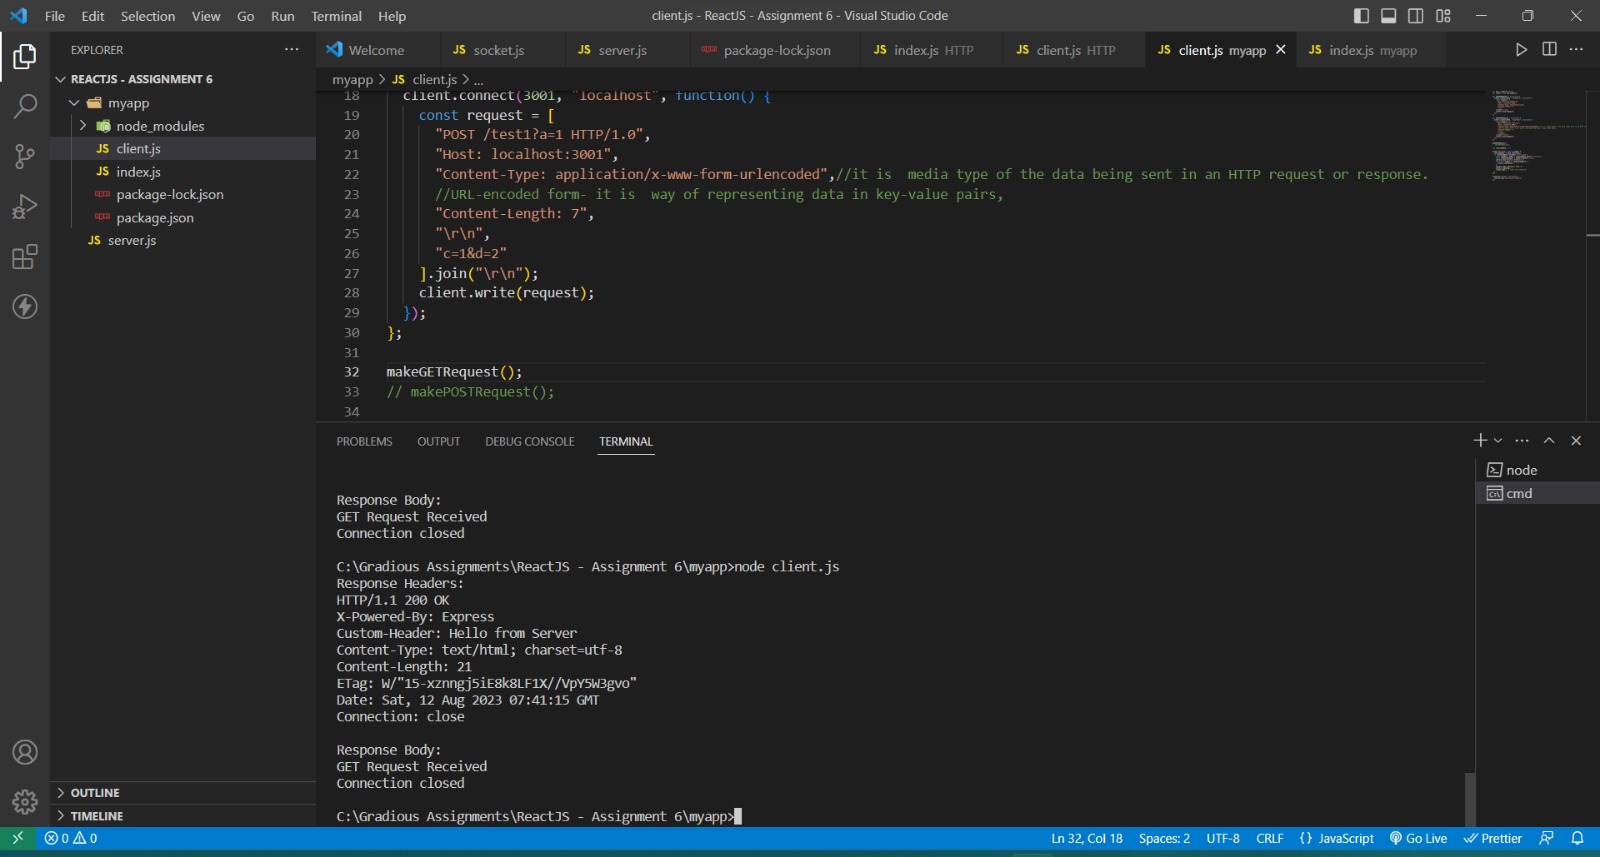 File Edit Selection View Go Run Terminal Help
client.js - ReactJS - Assignment 6 - Visual Studio Code
EXPLORER
REACTJS - ASSIGNMENT 6
myapp
node_modules
JS client.js
JS index.js
package-lock.json
package.json
JS server.js
OUTLINE
TIMELINE
Welcome JS socket.js JS server.js package-lock.json JS index.js HTTP JS client.js HTTP JS client.js myapp JS index.js myapp
myapp > JS client.js > ...
18 client.connect(3001, "localhost", function() {
19 const request = [
20 "POST /test1?a=1 HTTP/1.0",
21 "Host: localhost:3001",
22 "Content-Type: application/x-www-form-urlencoded",//it is  media type of the data being sent in an HTTP request or response.
23 //URL-encoded form- it is  way of representing data in key-value pairs,
24 "Content-Length: 7",
25 "\r\n",
26 "c=1&d=2"
27 ].join("\r\n");
28 client.write(request);
29 });
30 };
31
32 makeGETRequest();
33 // makePOSTRequest();
34
PROBLEMS OUTPUT DEBUG CONSOLE TERMINAL
node
cmd
Response Body:
GET Request Received
Connection closed
C:\Gradious Assignments\ReactJS - Assignment 6\myapp>node client.js
Response Headers:
HTTP/1.1 200 OK
X-Powered-By: Express
Custom-Header: Hello from Server
Content-Type: text/html; charset=utf-8
Content-Length: 21
ETag: W/"15-xznngj5iE8k8LF1X//VpY5W3gvo"
Date: Sat, 12 Aug 2023 07:41:15 GMT
Connection: close
Response Body:
GET Request Received
Connection closed
C:\Gradious Assignments\ReactJS - Assignment 6\myapp>
0 0 Ln 32, Col 18 Spaces: 2 UTF-8 CRLF {} JavaScript Go Live Prettier